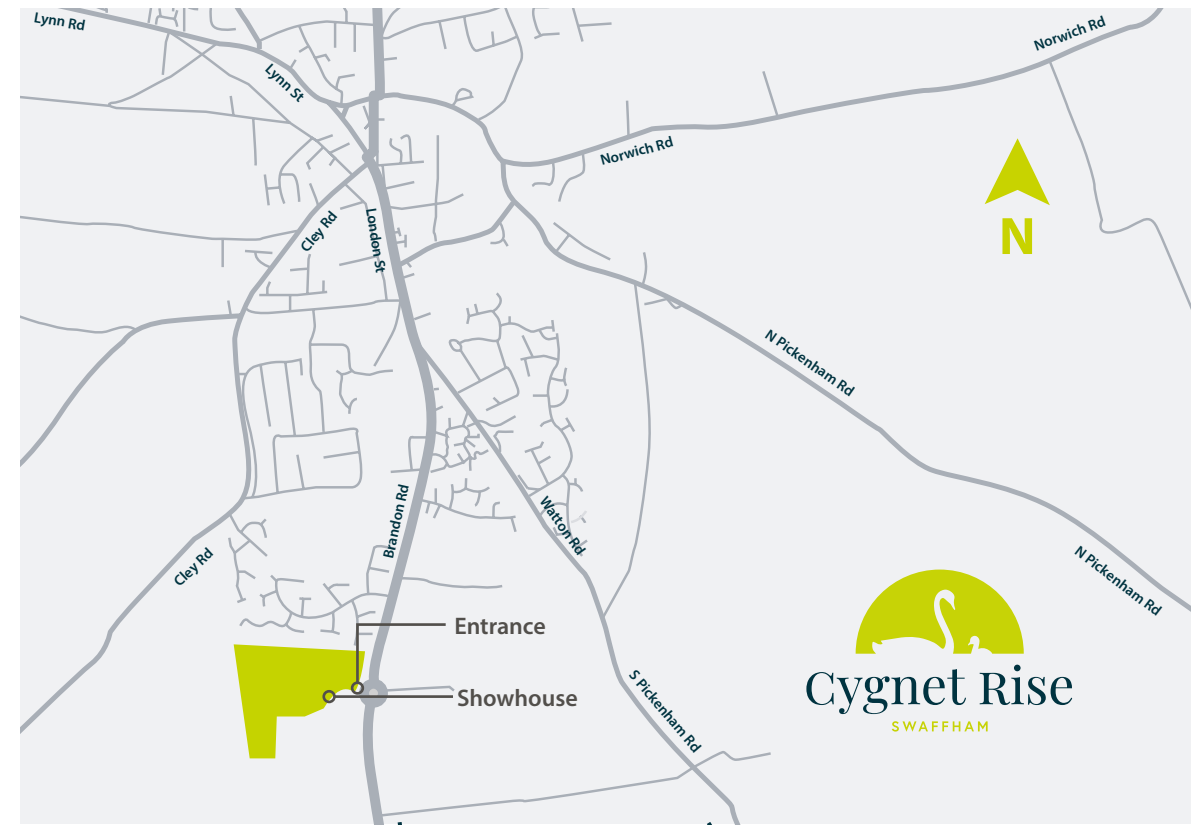 Lynn Rd
Norwich Rd
Lynn St
Norwich Rd
N
Cley Rd
London St
N Pickenham Rd
Brandon Rd
Watton Rd
Cley Rd
N Pickenham Rd
Entrance
Showhouse
S Pickenham Rd
Cygnet Rise
SWAFFHAM